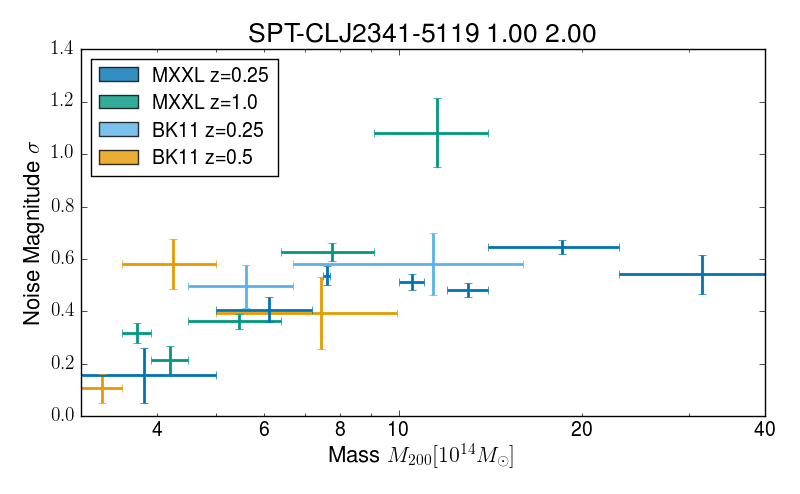 SPT-CLJ2341-5119 1.00 2.00
1.4
1.2
1.0
0.8
0.6
0.4
0.2
0.0
Noise Magnitude σ
MXXL z=0.25
MXXL z=1.0
BK11 z=0.25
BK11 z=0.5
4 6 8 10 20 40
Mass M₂₀₀[10¹⁴M☉]